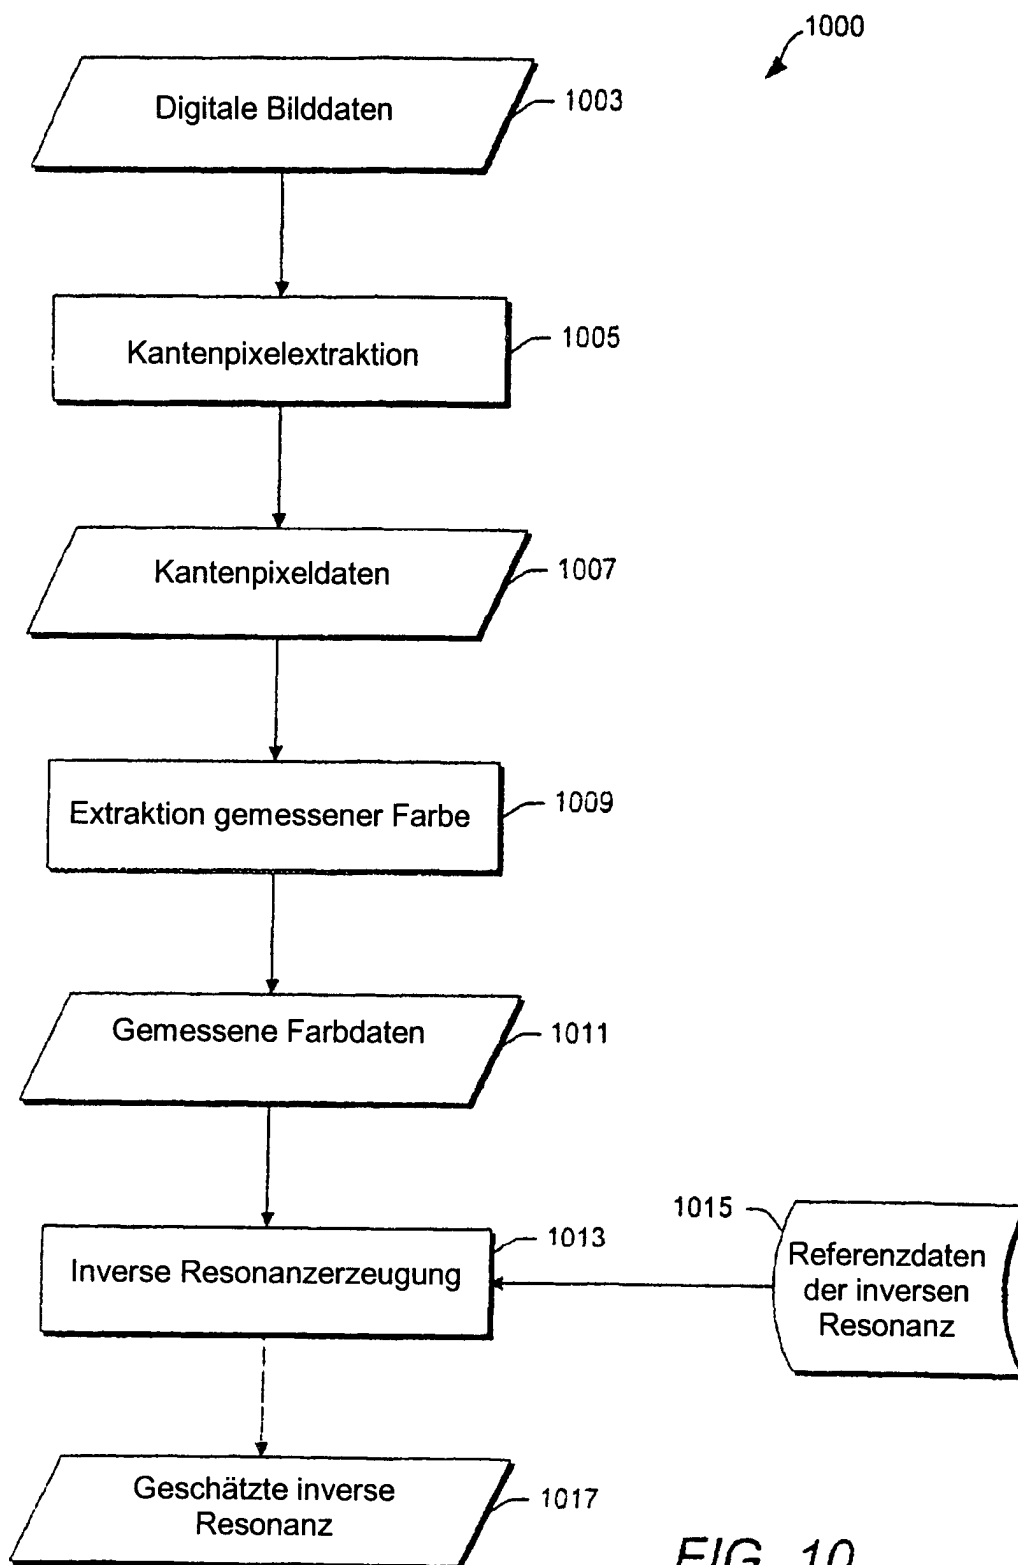 1000
Digitale Bilddaten
1003
Kantenpixelextraktion
1005
Kantenpixeldaten
1007
Extraktion gemessener Farbe
1009
Gemessene Farbdaten
1011
Inverse Resonanzerzeugung
1013
1015
Referenzdaten
der inversen
Resonanz
Geschätzte inverse
Resonanz
1017
FIG. 10